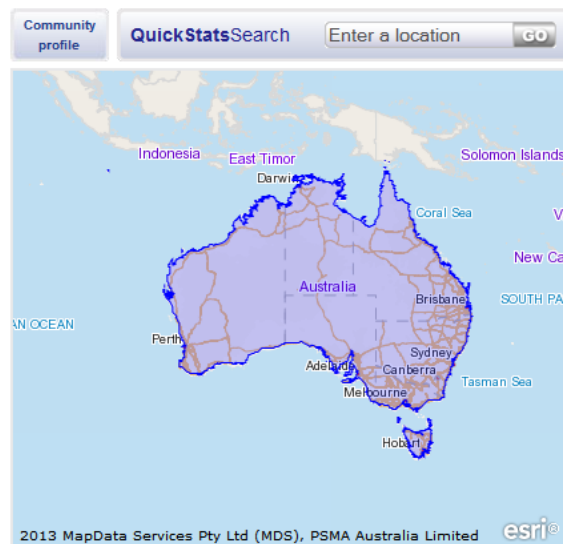 Community
profile
QuickStatsSearch
Enter a location
GO
Indonesia
East Timor
Solomon Islands
Darwi
Coral Sea
V
New Ca
Australia
Brisbane
SOUTH PA
AN OCEAN
Perth
Sydney
Adelaide
Canberra
Tasman Sea
Melbourne
Hobart
2013 MapData Services Pty Ltd (MDS), PSMA Australia Limited
esri®